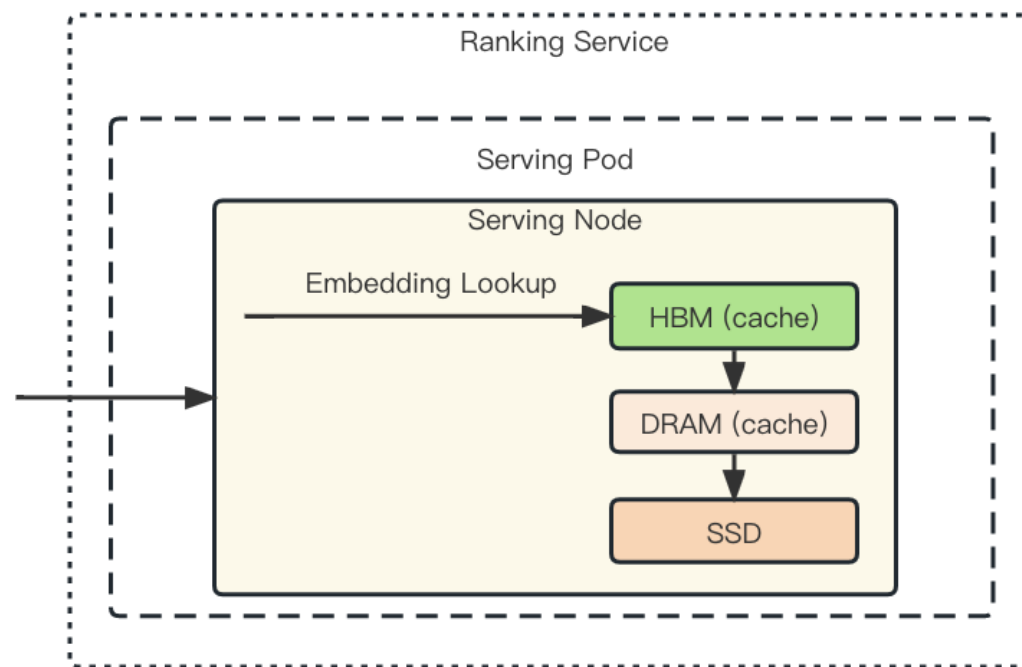 Ranking Service
Serving Pod
Serving Node
Embedding Lookup
HBM (cache)
DRAM (cache)
SSD